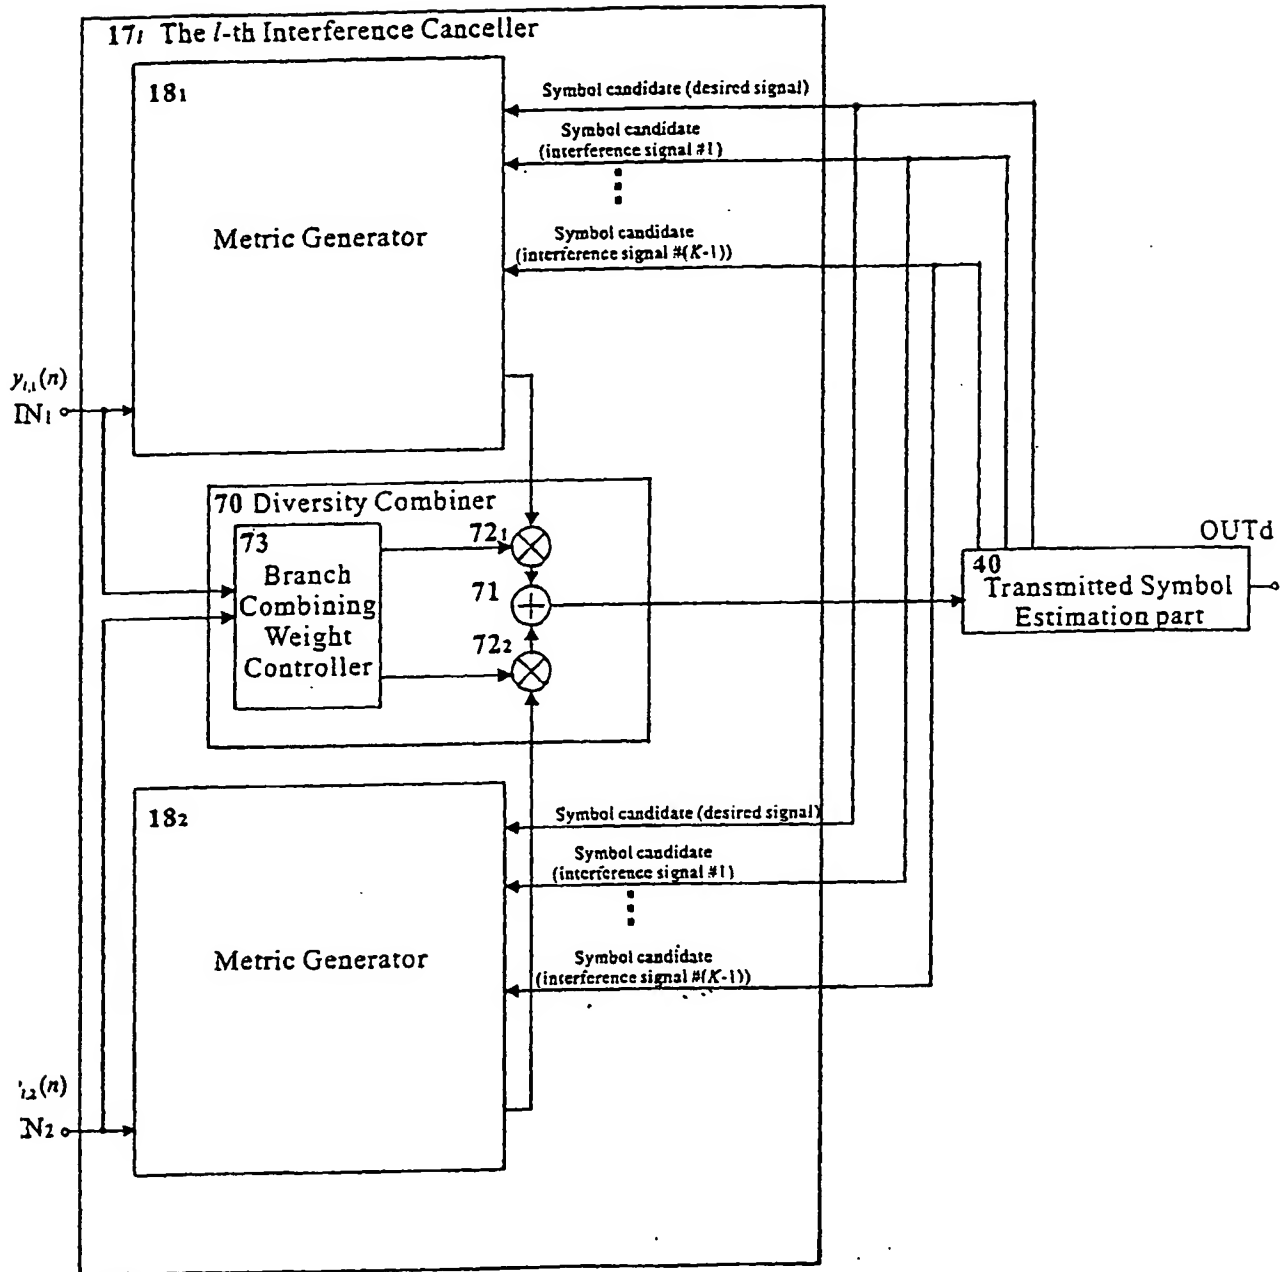 17l The l-th Interference Canceller
181
Metric Generator
Symbol candidate (desired signal)
Symbol candidate
(interference signal #1)
Symbol candidate
(interference signal #(K-1))
yl,1(n)
IN1
70 Diversity Combiner
73
Branch
Combining
Weight
Controller
721
71
722
OUTd
40
Transmitted Symbol
Estimation part
182
Metric Generator
Symbol candidate (desired signal)
Symbol candidate
(interference signal #1)
Symbol candidate
(interference signal #(K-1))
l,2(n)
N2